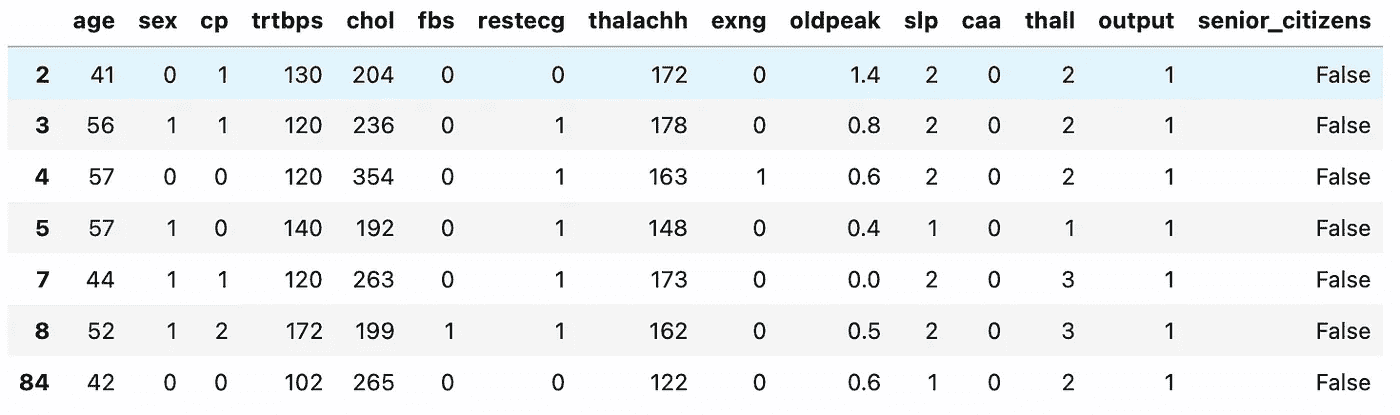 age sex cp trtbps chol fbs restecg thalachh exng oldpeak slp caa thall output senior_citizens
2 41 0 1 130 204 0 0 172 0 1.4 2 0 2 1 False
3 56 1 1 120 236 0 1 178 0 0.8 2 0 2 1 False
4 57 0 0 120 354 0 1 163 1 0.6 2 0 2 1 False
5 57 1 0 140 192 0 1 148 0 0.4 1 0 1 1 False
7 44 1 1 120 263 0 1 173 0 0.0 2 0 3 1 False
8 52 1 2 172 199 1 1 162 0 0.5 2 0 3 1 False
84 42 0 0 102 265 0 0 122 0 0.6 1 0 2 1 False